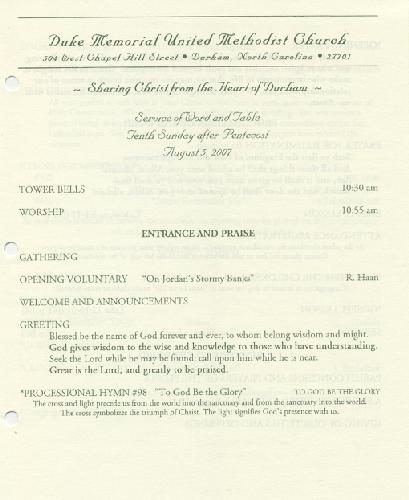 Duke Memorial United Methodist Church
504 West Chapel Hill Street • Durham, North Carolina • 27701
~ Sharing Christ from the Heart of Durham ~
Service of Word and Table
Tenth Sunday after Pentecost
August 5, 2007
TOWER BELLS 10:30 am
WORSHIP 10:55 am
ENTRANCE AND PRAISE
GATHERING
OPENING VOLUNTARY "On Jordan's Stormy Banks" R. Haan
WELCOME AND ANNOUNCEMENTS
GREETING
Blessed be the name of God forever and ever, to whom belong wisdom and might.
God gives wisdom to the wise and knowledge to those who have understanding.
Seek the Lord while he may be found, call upon him while he is near.
Great is the Lord, and greatly to be praised.
*PROCESSIONAL HYMN #98 "To God Be the Glory" TO GOD BE THE GLORY
The cross and light precede us from the world into the sanctuary and from the sanctuary into the world.
The cross symbolizes the triumph of Christ. The light signifies God's presence with us.